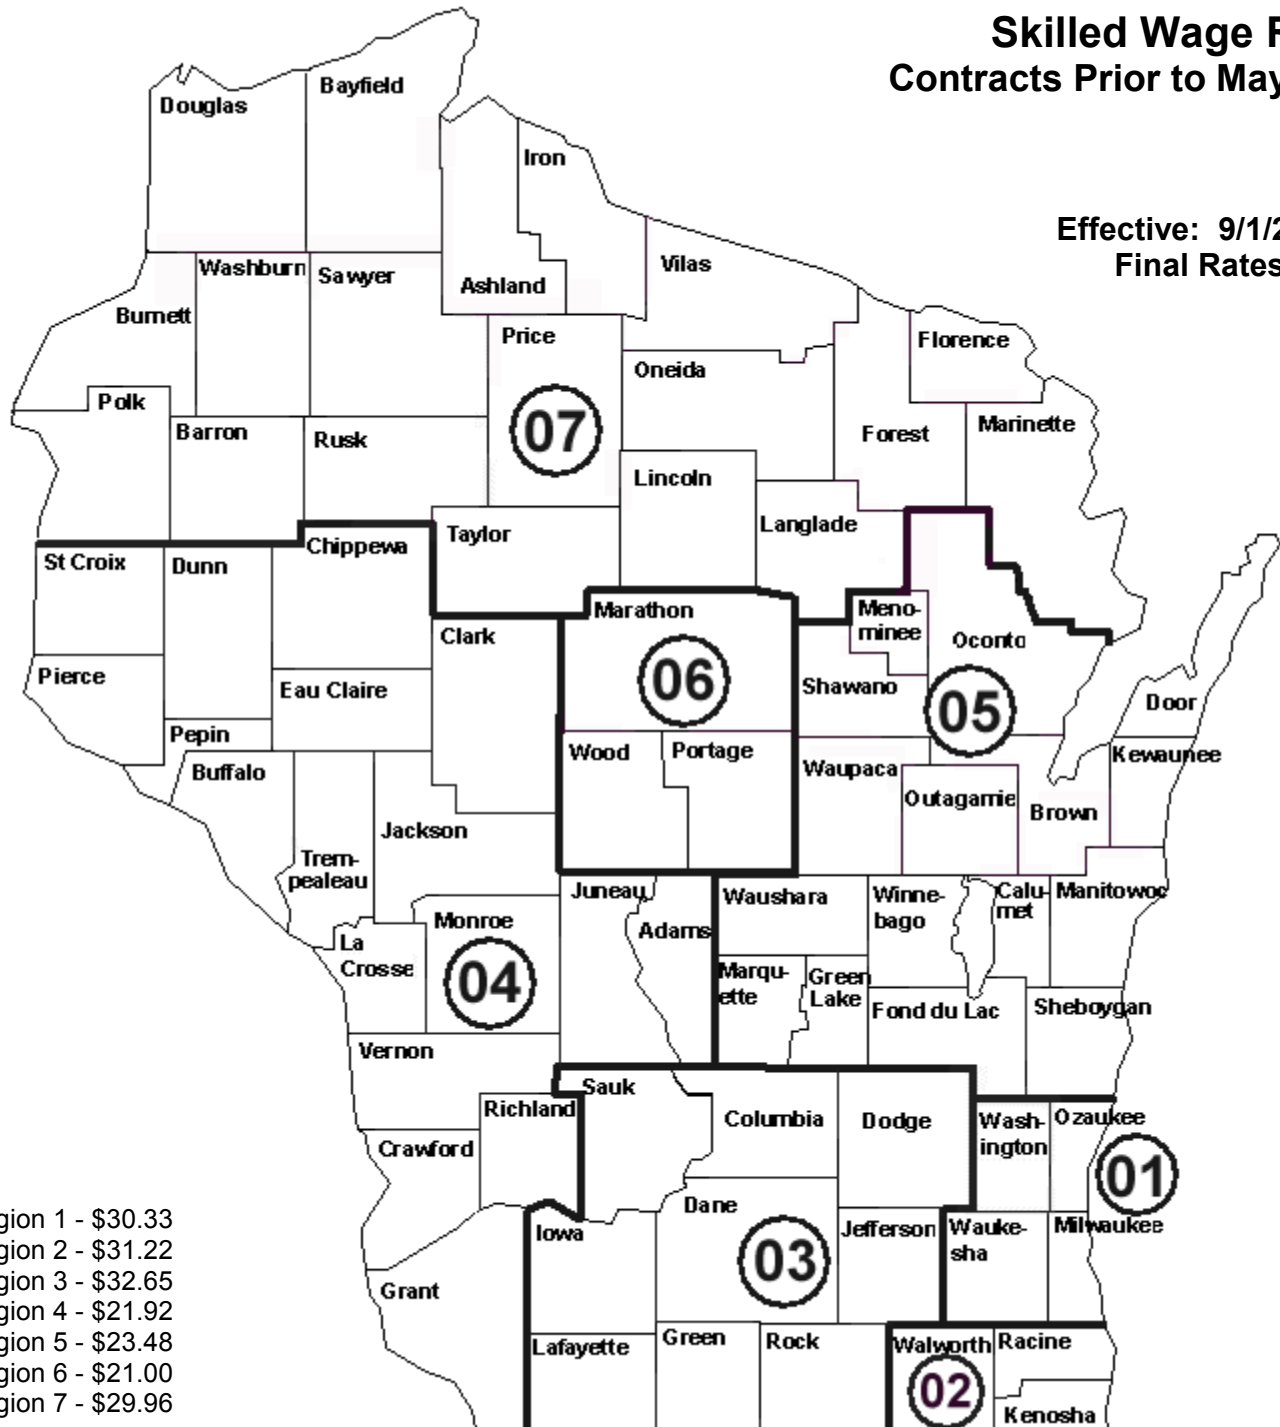 Skilled Wage R
Contracts Prior to May
Effective: 9/1/2
Final Rates
Douglas
Bayfield
Iron
Vilas
Washburn
Sawyer
Ashland
Burnett
Price
Florence
Oneida
Polk
Barron
Rusk
07
Forest
Marinette
Lincoln
Langlade
Taylor
Chippewa
St Croix
Dunn
Marathon
Meno-
minee
Clark
Oconto
Pierce
Eau Claire
06
Shawano
05
Door
Pepin
Buffalo
Wood
Portage
Waupaca
Kewaunee
Outagamie
Brown
Jackson
Trem-
pealeau
Juneau
Waushara
Winne-
bago
Calu-
met
Manitowoc
Monroe
Adams
La
Crosse
04
Marqu-
ette
Green
Lake
Fond du Lac
Sheboygan
Vernon
Sauk
Richland
Columbia
Dodge
Wash-
ington
Ozaukee
Crawford
01
Dane
Iowa
Jefferson
Wauke-
sha
Milwaukee
03
Grant
Lafayette
Green
Rock
Walworth
Racine
02
Kenosha
gion 1 - $30.33
gion 2 - $31.22
gion 3 - $32.65
gion 4 - $21.92
gion 5 - $23.48
gion 6 - $21.00
gion 7 - $29.96